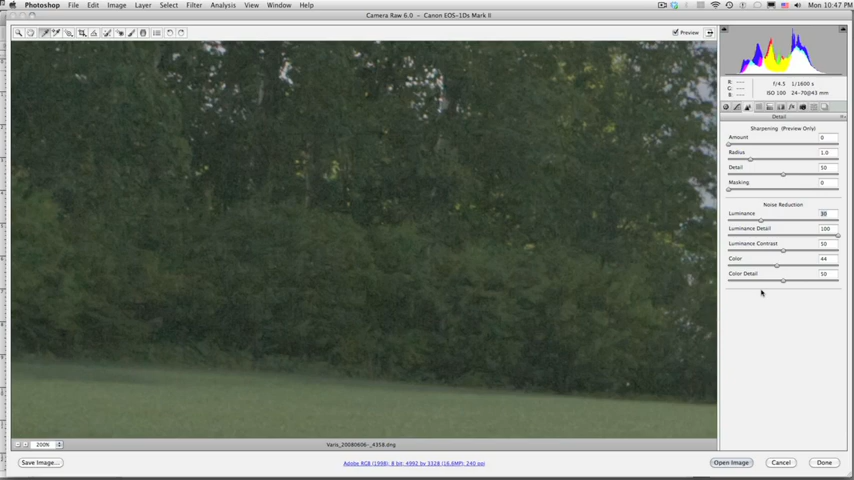 Photoshop File Edit Image Layer Select Filter Analysis View Window Help Mon 10:47 PM
Camera Raw 6.0 - Canon EOS-1Ds Mark II
Preview
R: ---
G: ---
B: ---
f/4.5 1/1600 s
ISO 100 24-70@43 mm
Detail
Sharpening (Preview Only)
Amount 0
Radius 1.0
Detail 50
Masking 0
Noise Reduction
Luminance 30
Luminance Detail 100
Luminance Contrast 50
Color 44
Color Detail 50
200%
Varis_20080606-_4358.dng
Save Image...
Adobe RGB (1998); 8 bit; 4992 by 3328 (16.6MP); 240 ppi
Open Image
Cancel
Done